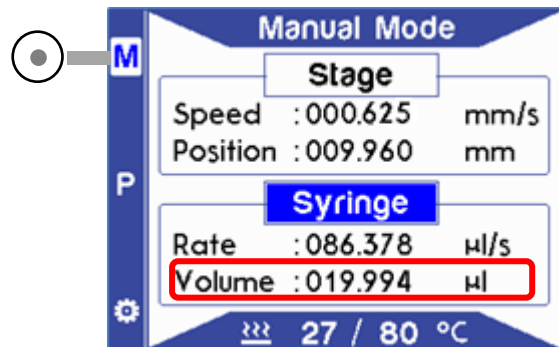 Manual Mode
M
Stage
Speed :000.625 mm/s
Position :009.960 mm
P
Syringe
Rate :086.378 µl/s
Volume :019.994 µl
27 / 80 °C